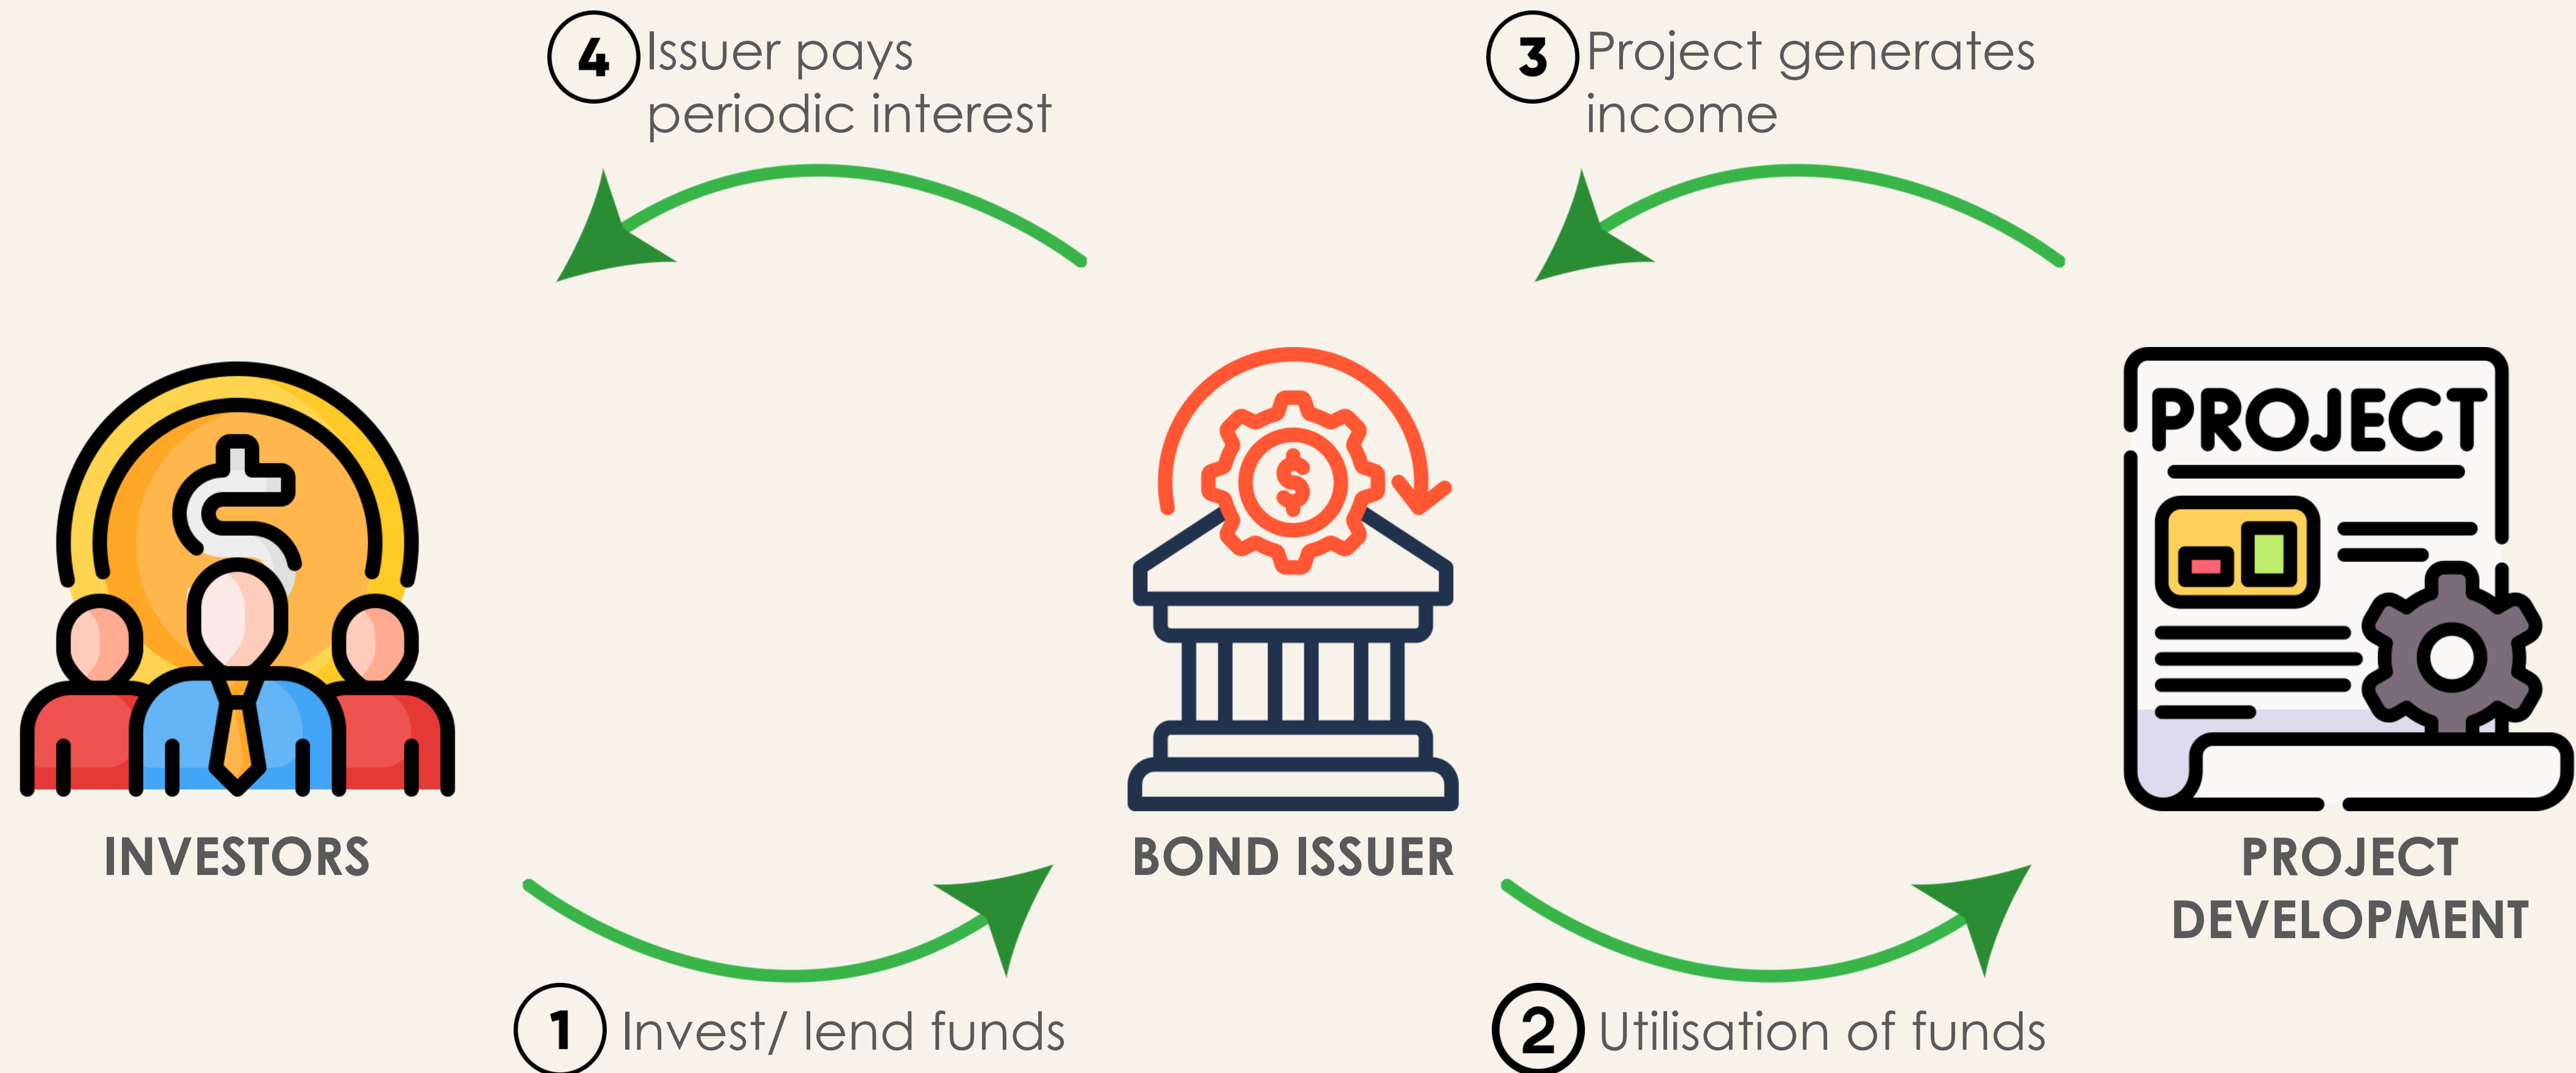 4 Issuer pays
periodic interest
3 Project generates
income
PROJECT
INVESTORS
BOND ISSUER
PROJECT
DEVELOPMENT
1 Invest/ lend funds
2 Utilisation of funds